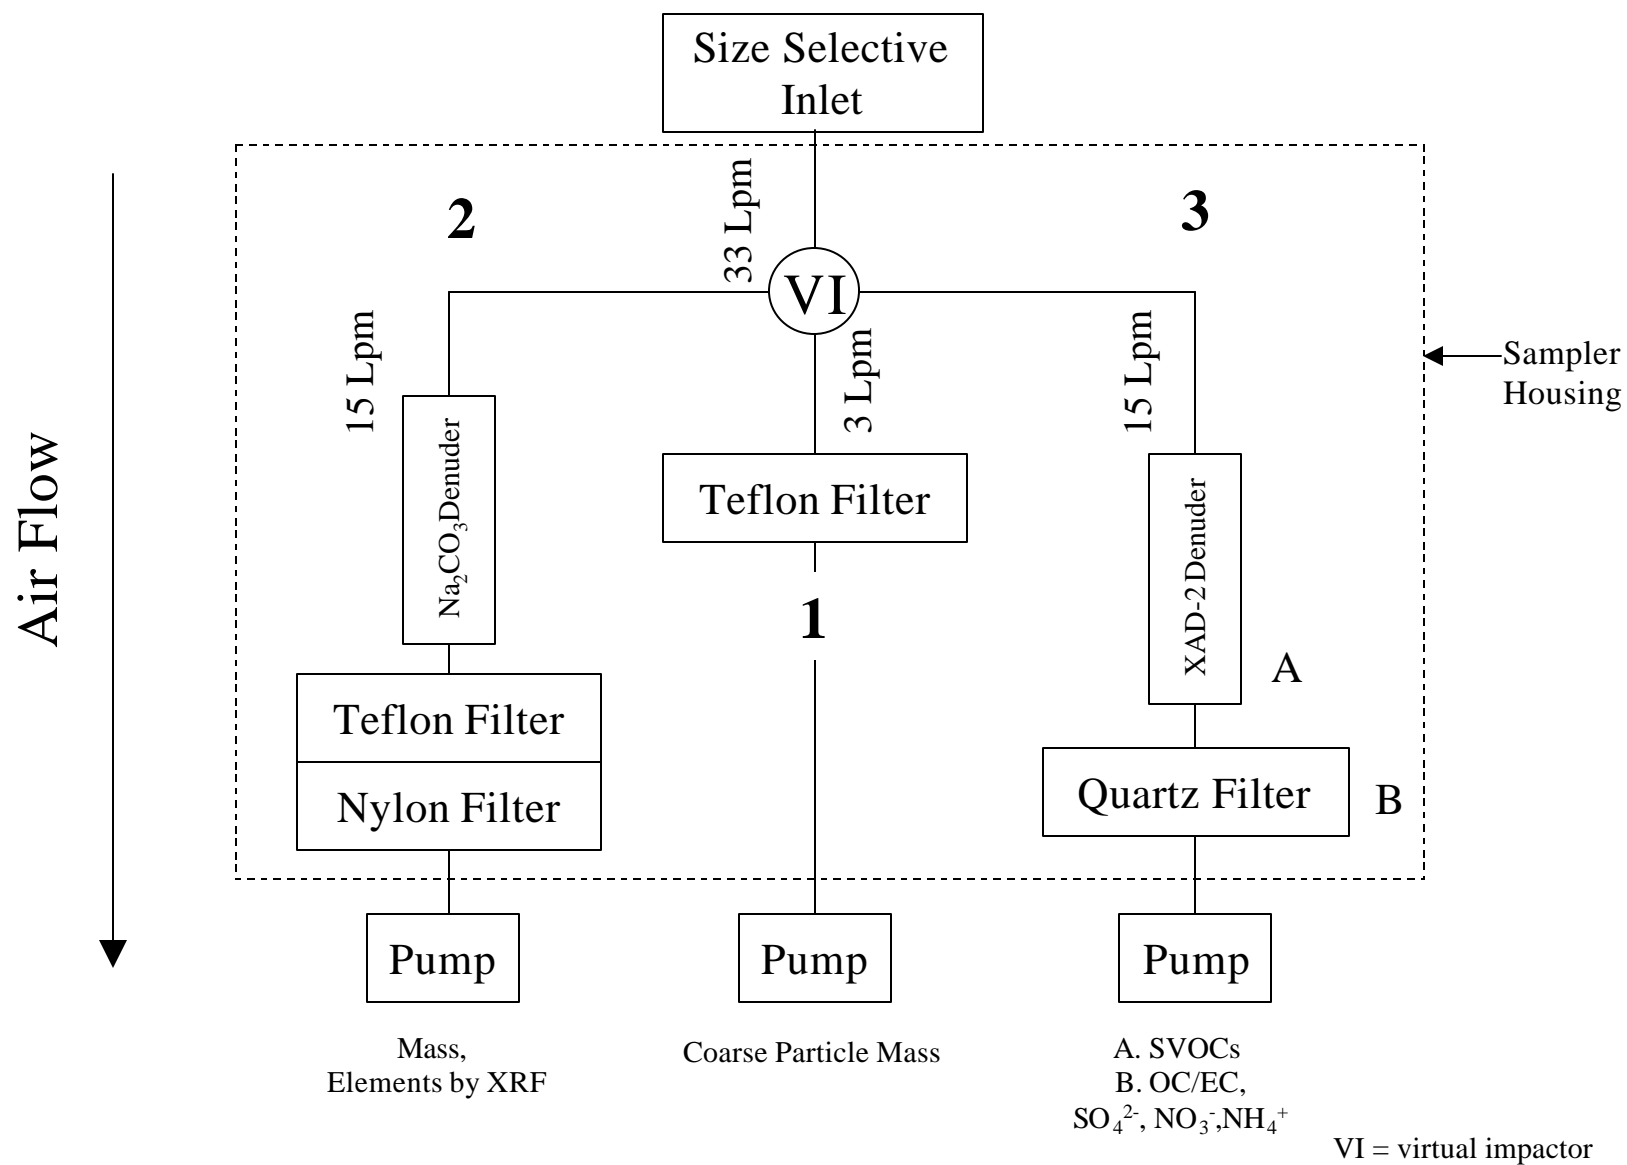 Size Selective
Inlet
2
33 Lpm
3
VI
15 Lpm
3 Lpm
15 Lpm
Sampler
Housing
Air Flow
Na₂CO₃Denuder
Teflon Filter
XAD-2 Denuder
1
A
Teflon Filter
Nylon Filter
Quartz Filter
B
Pump
Pump
Pump
Mass,
Elements by XRF
Coarse Particle Mass
A. SVOCs
B. OC/EC,
SO₄²⁻, NO₃⁻,NH₄⁺
VI = virtual impactor